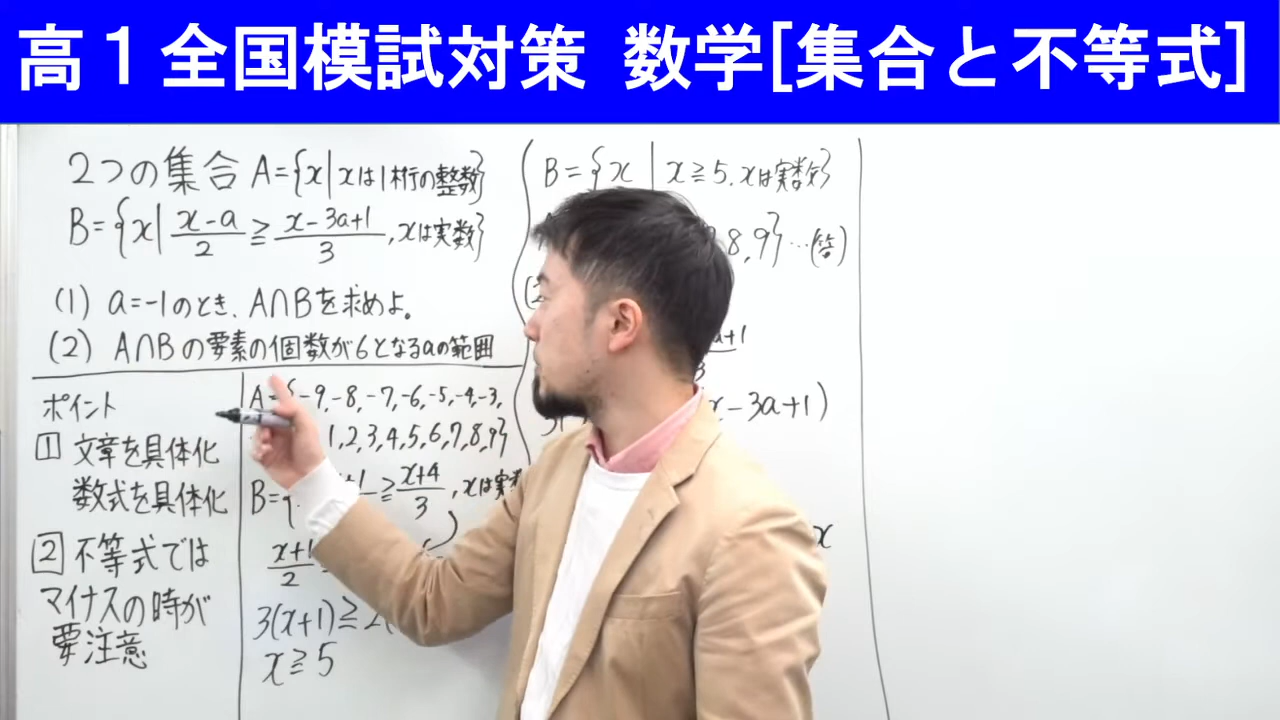 高１全国模試対策 数学[集合と不等式]
2つの集合 A={x|xは1桁の整数}
B={x| (x-a)/2 ≧ (x-3a+1)/3 , xは実数}
(1) a=-1のとき、A∩Bを求めよ。
(2) A∩Bの要素の個数が6となるaの範囲
ポイント
1 文章を具体化
数式を具体化
2 不等式では
マイナスの時が
要注意
A={-9,-8,-7,-6,-5,-4,-3,
1,2,3,4,5,6,7,8,9}
B={ ≧ (x+4)/3 , xは実
x+1
2
3(x+1)≧2(
x≧5
B={x|x≧5,xは実数}
8,9}…(答)
(2
a+1
3
x-3a+1)
x